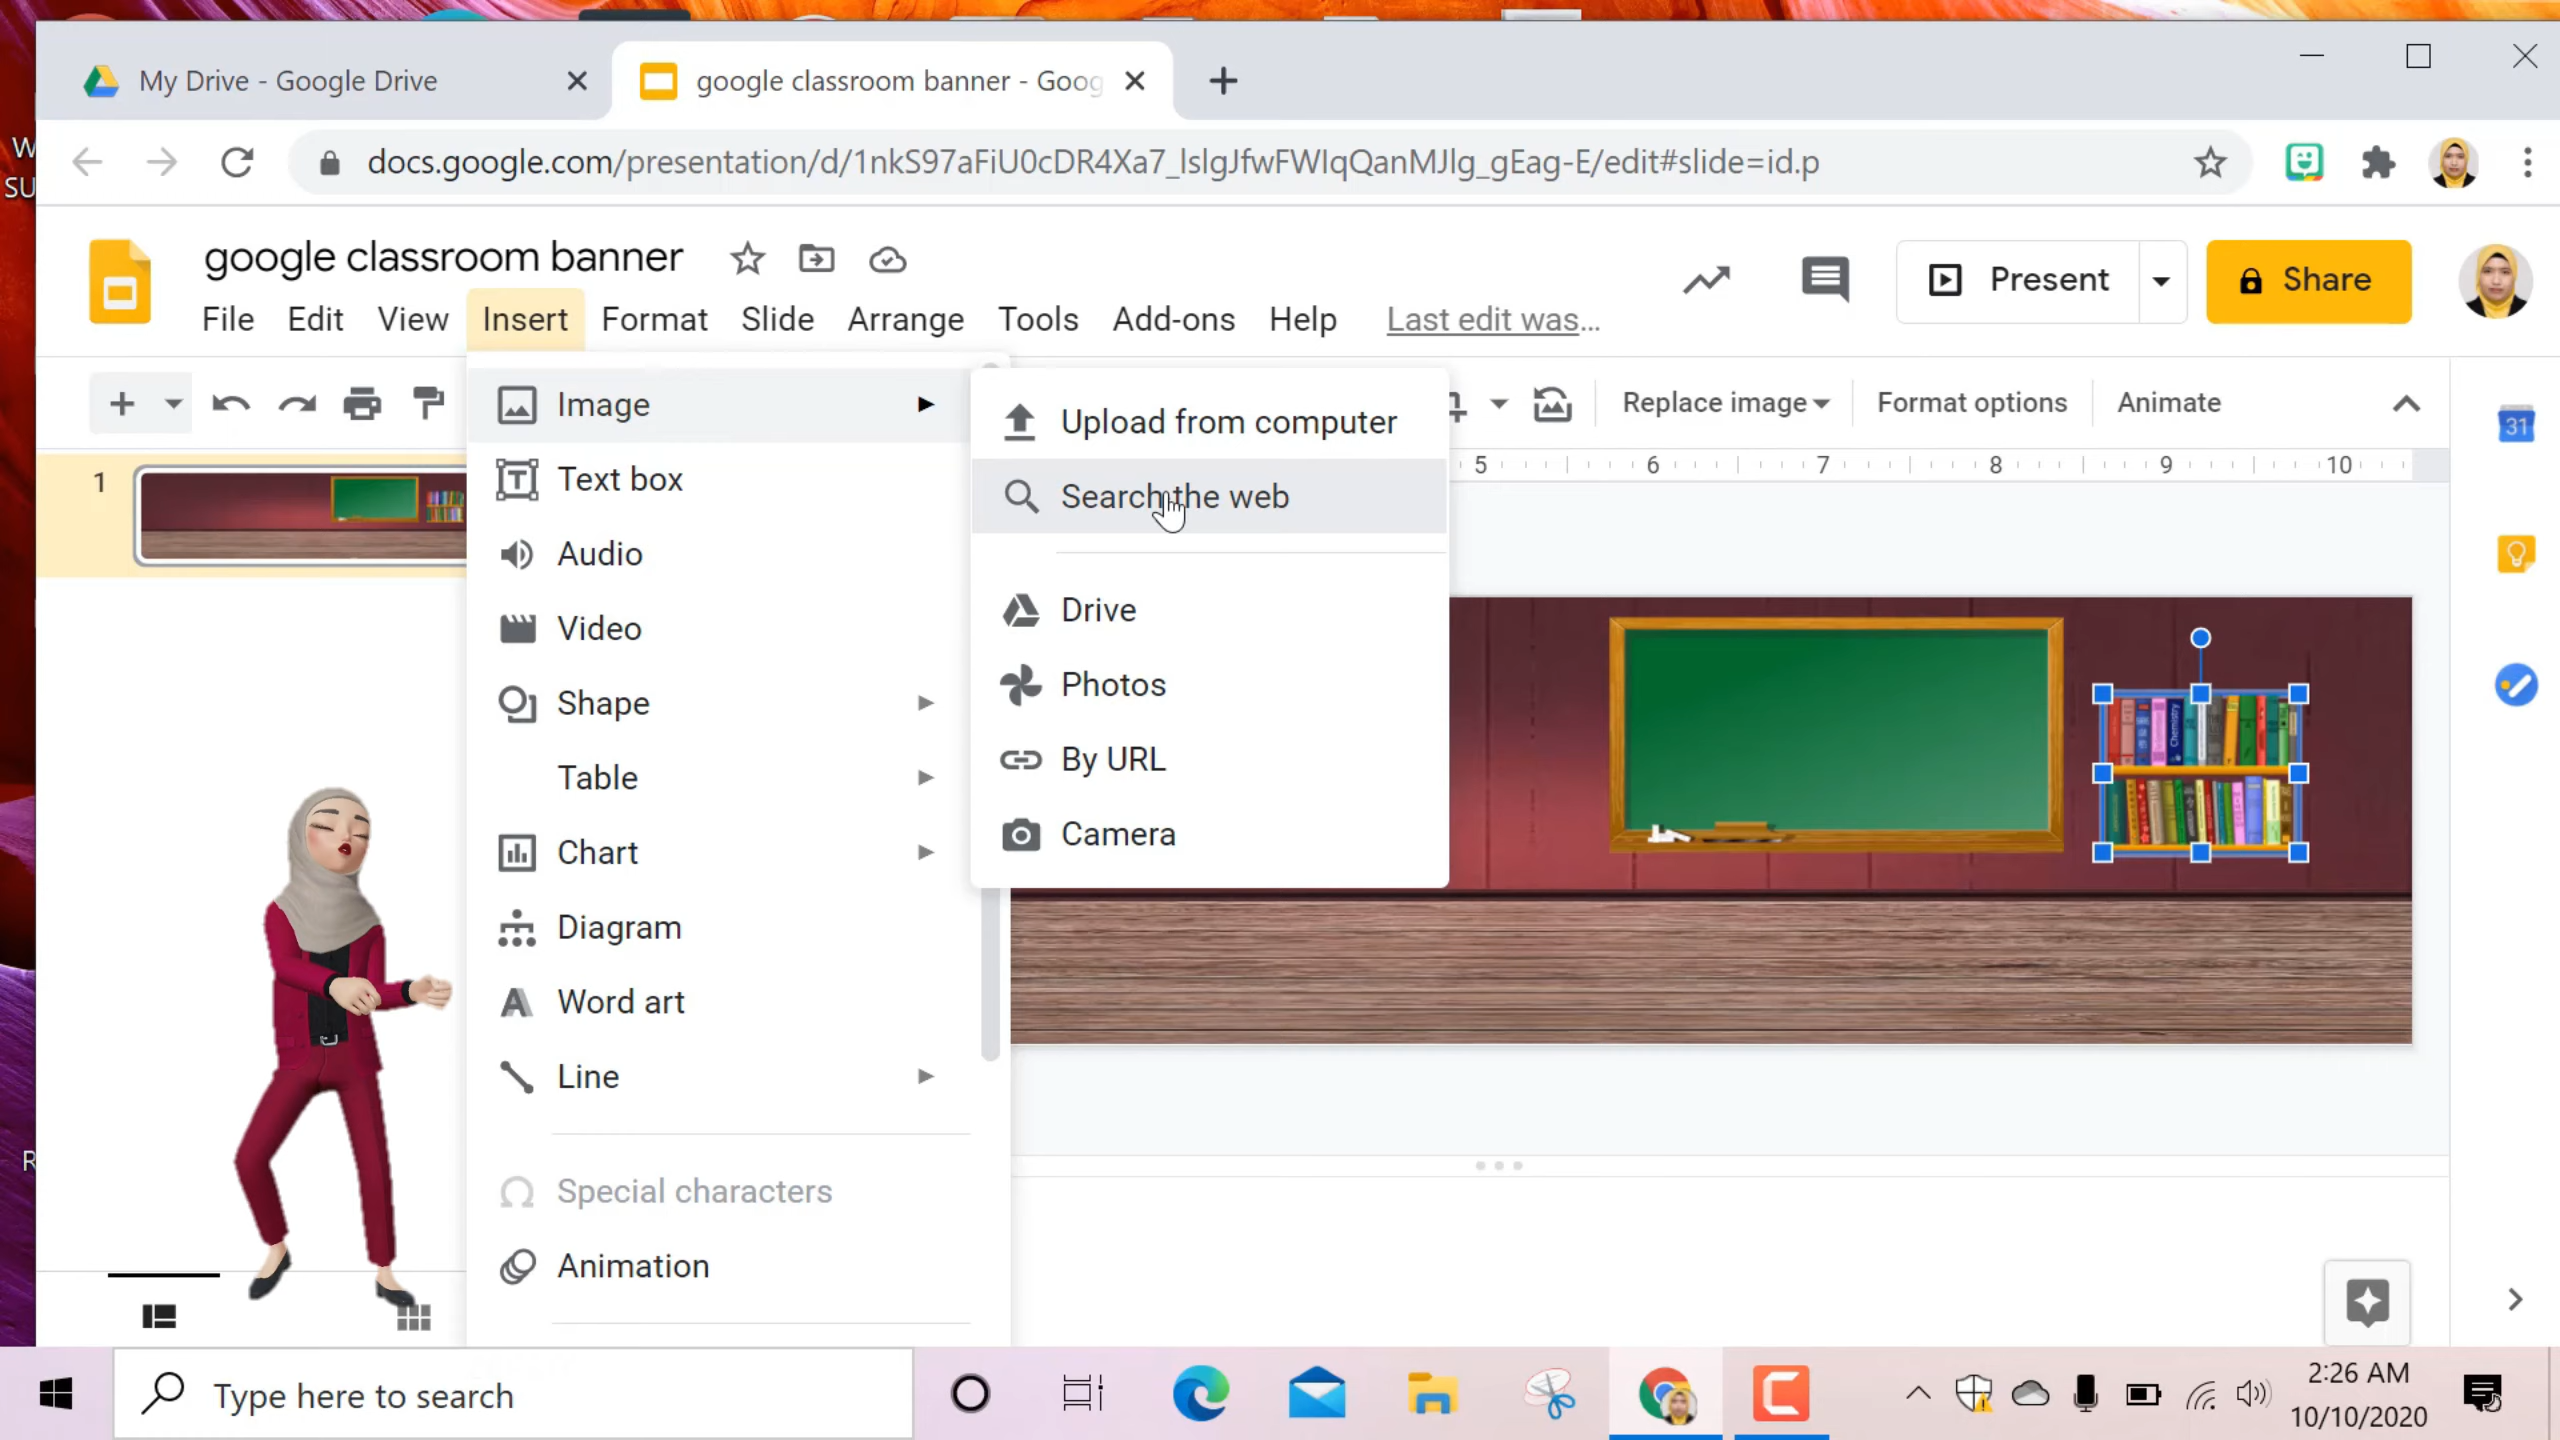 My Drive - Google Drive
google classroom banner - Goog
docs.google.com/presentation/d/1nkS97aFiU0cDR4Xa7_lslgJfwFWIqQanMJlg_gEag-E/edit#slide=id.p
W
SU
google classroom banner
Present
Share
File Edit View Insert Format Slide Arrange Tools Add-ons Help Last edit was...
Image
Upload from computer
Replace image
Format options
Animate
31
5 6 7 8 9 10
1
Text box
Search the web
Audio
Drive
Video
Photos
Shape
By URL
Table
Camera
Chart
Chemistry
Diagram
Word art
Line
R
Special characters
Animation
Type here to search
2:26 AM
10/10/2020